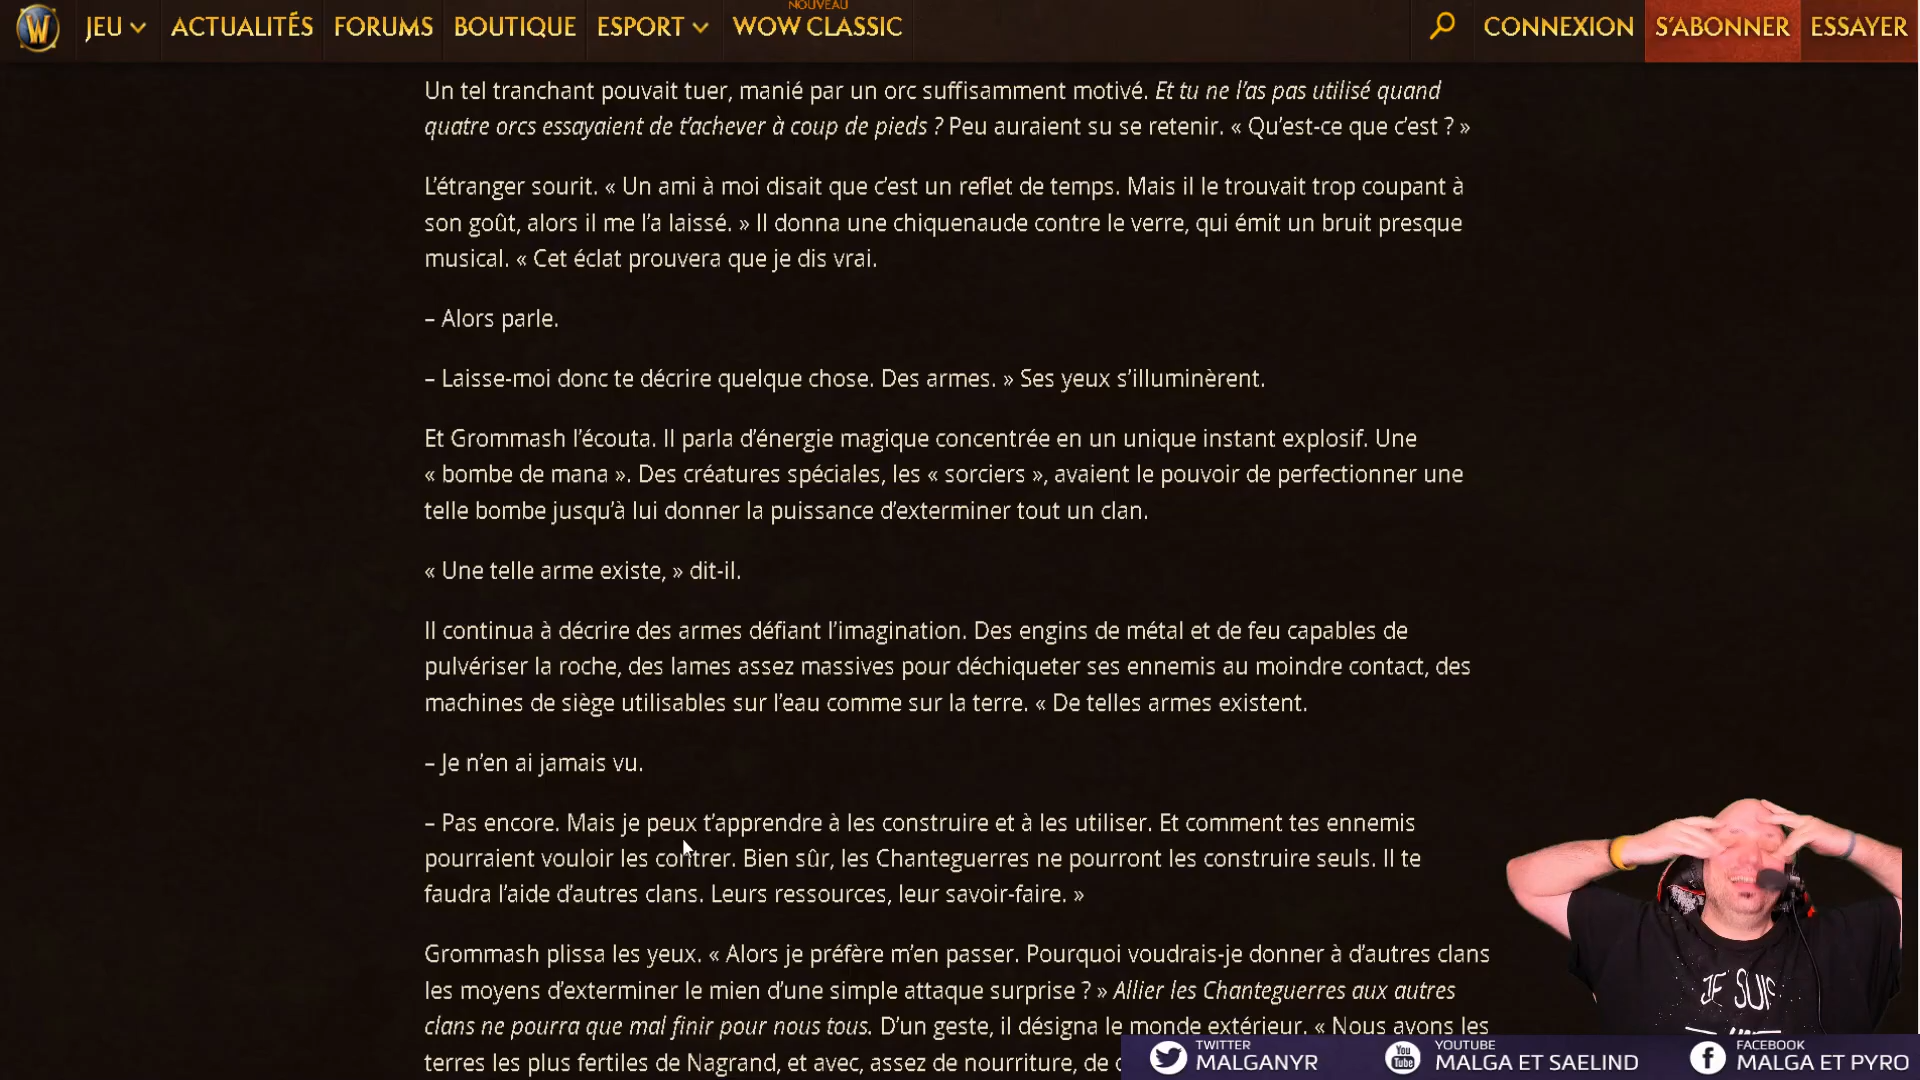 NOUVEAU
JEU ACTUALITÉS FORUMS BOUTIQUE ESPORT WOW CLASSIC CONNEXION S'ABONNER ESSAYER
Un tel tranchant pouvait tuer, manié par un orc suffisamment motivé. Et tu ne l'as pas utilisé quand
quatre orcs essayaient de t'achever à coup de pieds ? Peu auraient su se retenir. « Qu'est-ce que c'est ? »
L'étranger sourit. « Un ami à moi disait que c'est un reflet de temps. Mais il le trouvait trop coupant à
son goût, alors il me l'a laissé. » Il donna une chiquenaude contre le verre, qui émit un bruit presque
musical. « Cet éclat prouvera que je dis vrai.
– Alors parle.
– Laisse-moi donc te décrire quelque chose. Des armes. » Ses yeux s'illuminèrent.
Et Grommash l'écouta. Il parla d'énergie magique concentrée en un unique instant explosif. Une
« bombe de mana ». Des créatures spéciales, les « sorciers », avaient le pouvoir de perfectionner une
telle bombe jusqu'à lui donner la puissance d'exterminer tout un clan.
« Une telle arme existe, » dit-il.
Il continua à décrire des armes défiant l'imagination. Des engins de métal et de feu capables de
pulvériser la roche, des lames assez massives pour déchiqueter ses ennemis au moindre contact, des
machines de siège utilisables sur l'eau comme sur la terre. « De telles armes existent.
– Je n'en ai jamais vu.
– Pas encore. Mais je peux t'apprendre à les construire et à les utiliser. Et comment tes ennemis
pourraient vouloir les contrer. Bien sûr, les Chanteguerres ne pourront les construire seuls. Il te
faudra l'aide d'autres clans. Leurs ressources, leur savoir-faire. »
Grommash plissa les yeux. « Alors je préfère m'en passer. Pourquoi voudrais-je donner à d'autres clans
les moyens d'exterminer le mien d'une simple attaque surprise ? » Allier les Chanteguerres aux autres
clans ne pourra que mal finir pour nous tous. D'un geste, il désigna le monde extérieur. « Nous avons les
terres les plus fertiles de Nagrand, et avec, assez de nourriture, de
JE SUIS
TWITTER
MALGANYR
You
Tube
YOUTUBE
MALGA ET SAELIND
FACEBOOK
MALGA ET PYRO